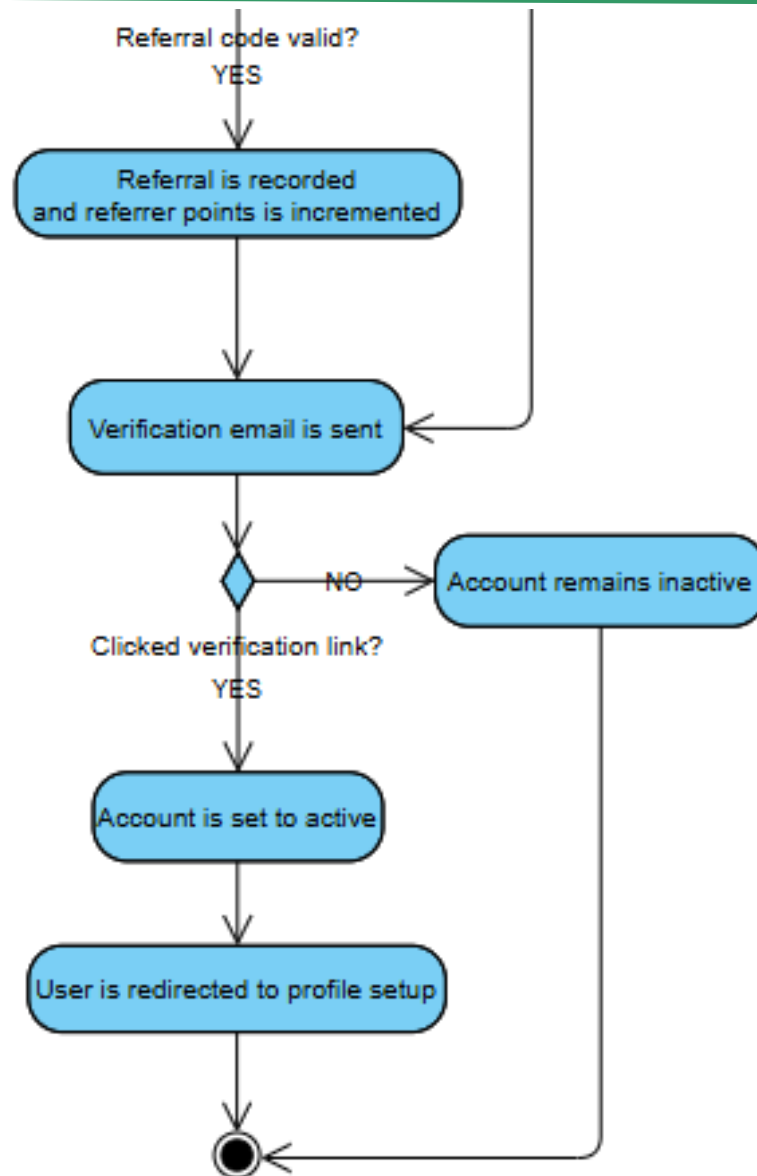 Referral code valid?
YES
Referral is recorded
and referrer points is incremented
Verification email is sent
NO
Account remains inactive
Clicked verification link?
YES
Account is set to active
User is redirected to profile setup